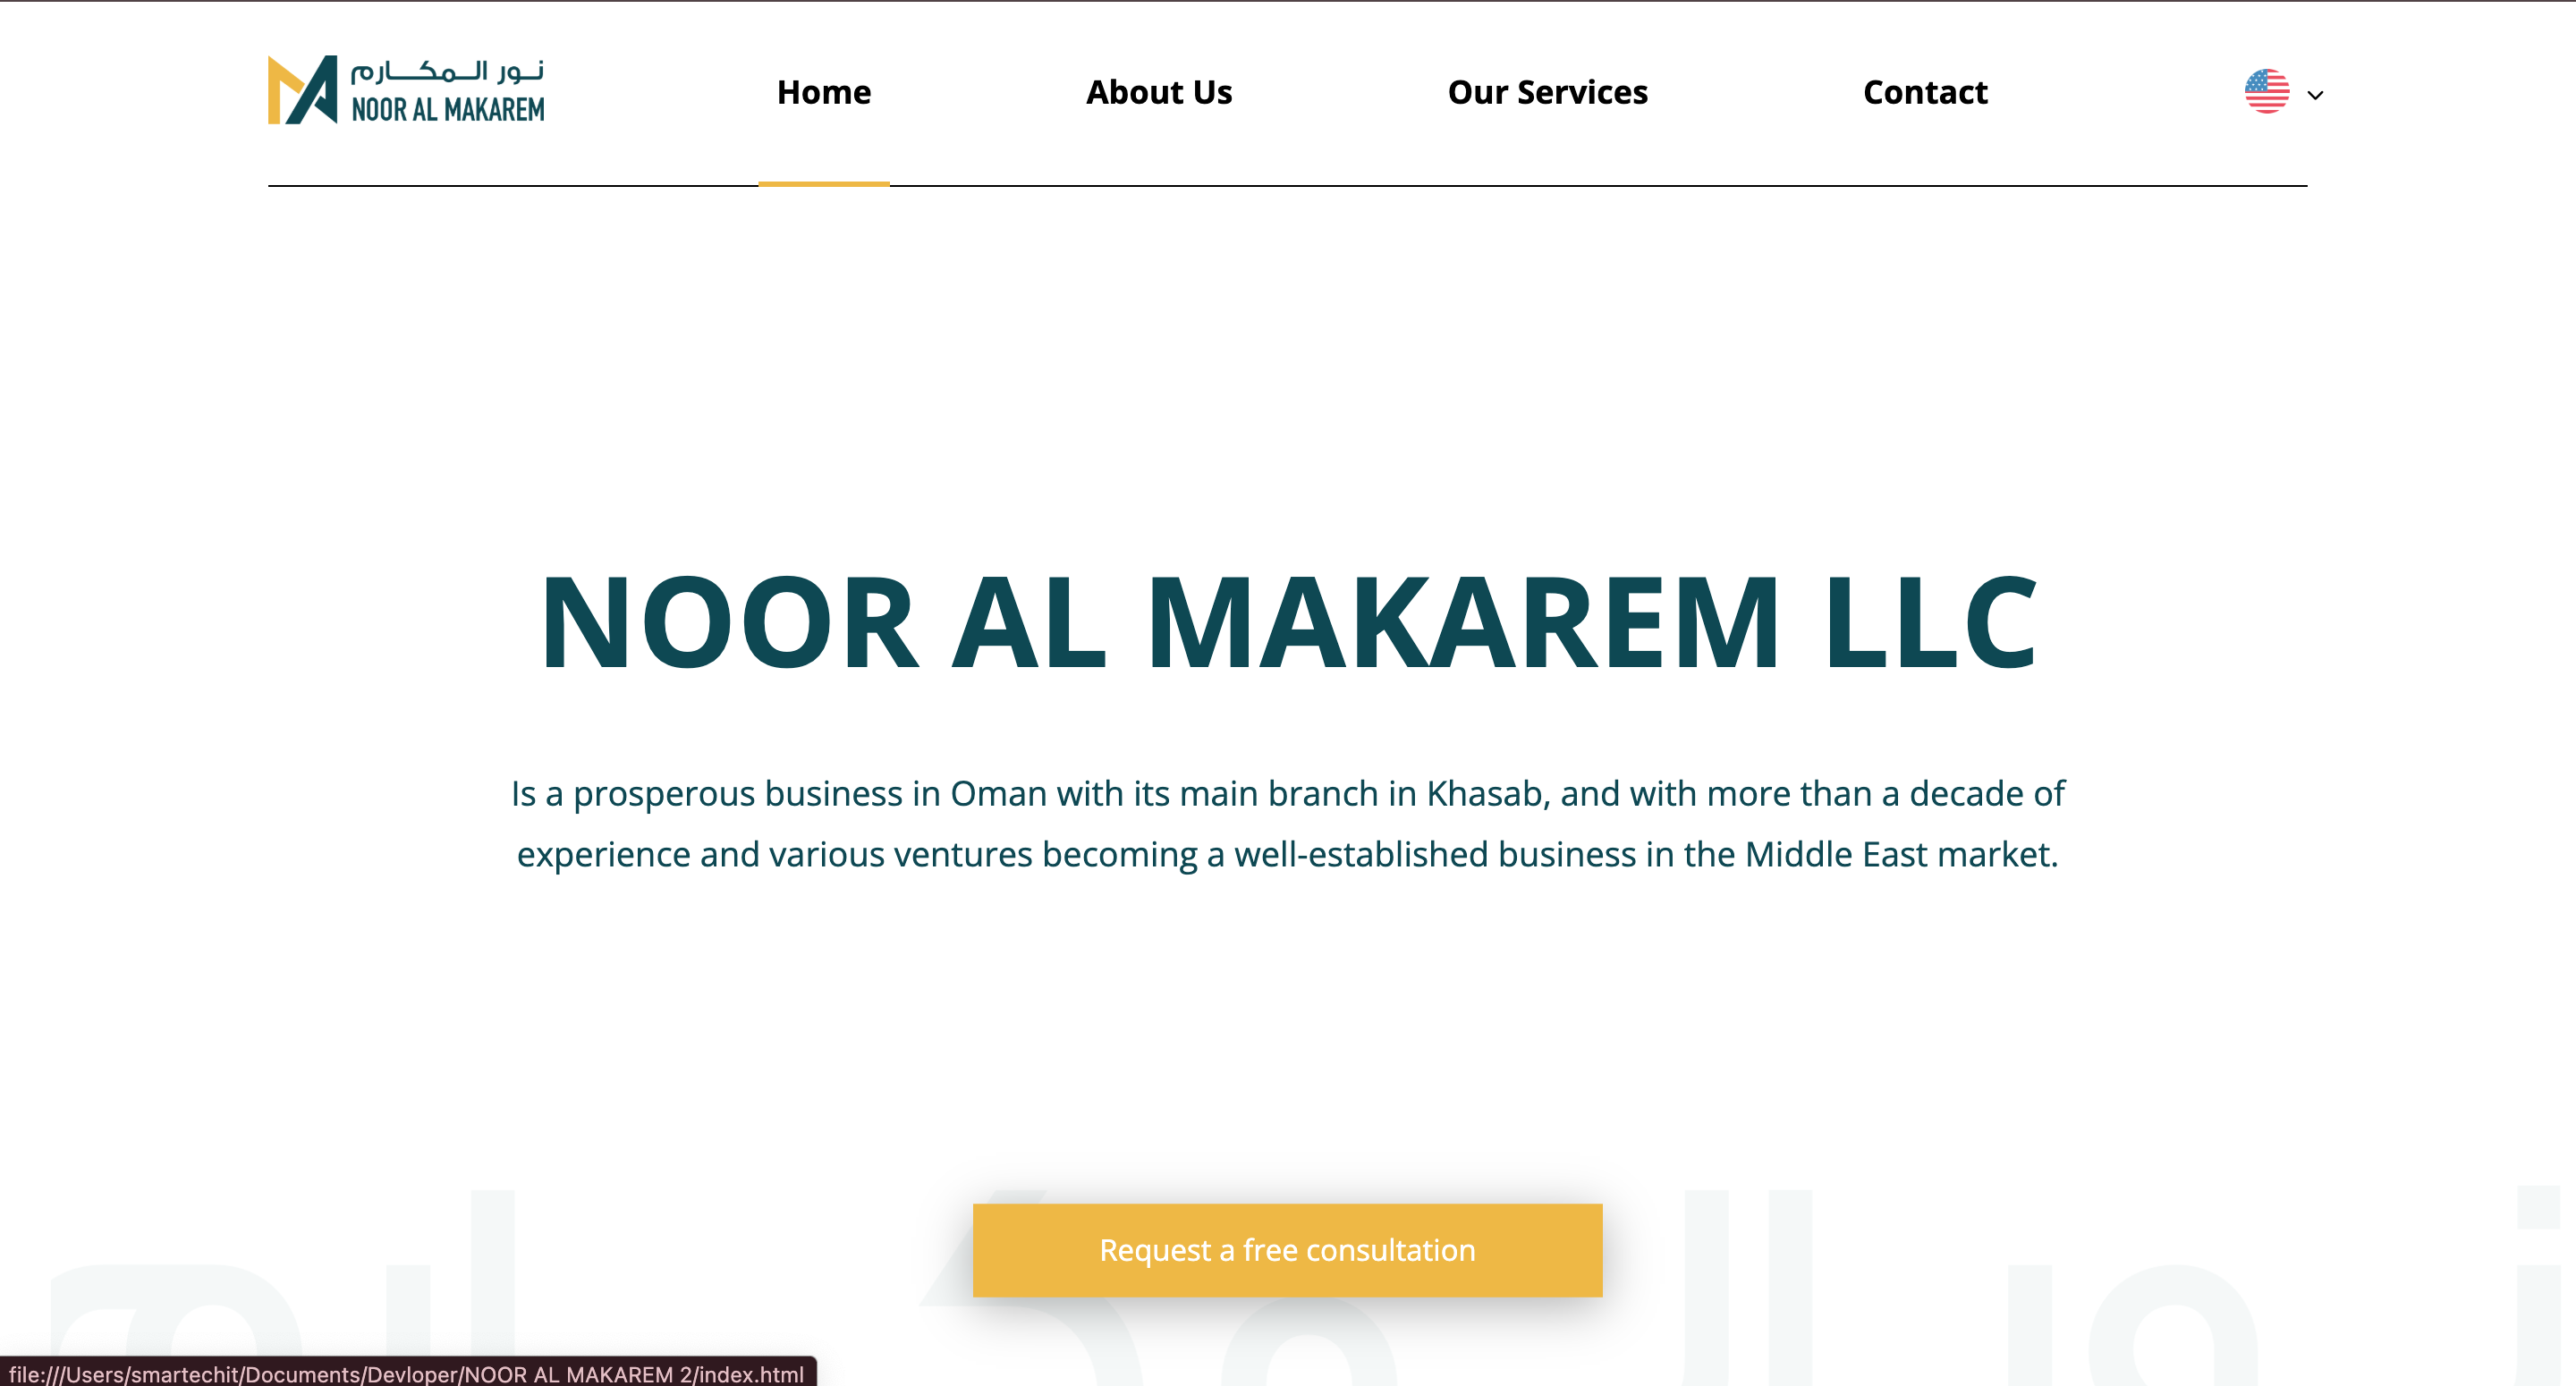 نور المكارم
NOOR AL MAKAREM
Home
About Us
Our Services
Contact
NOOR AL MAKAREM LLC
Is a prosperous business in Oman with its main branch in Khasab, and with more than a decade of
experience and various ventures becoming a well-established business in the Middle East market.
Request a free consultation
file:///Users/smartechit/Documents/Devloper/NOOR AL MAKAREM 2/index.html